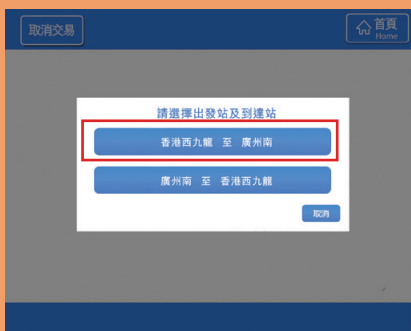 取消交易
首頁
Home
請選擇出發站及到達站
香港西九龍 至 廣州南
廣州南 至 香港西九龍
取消